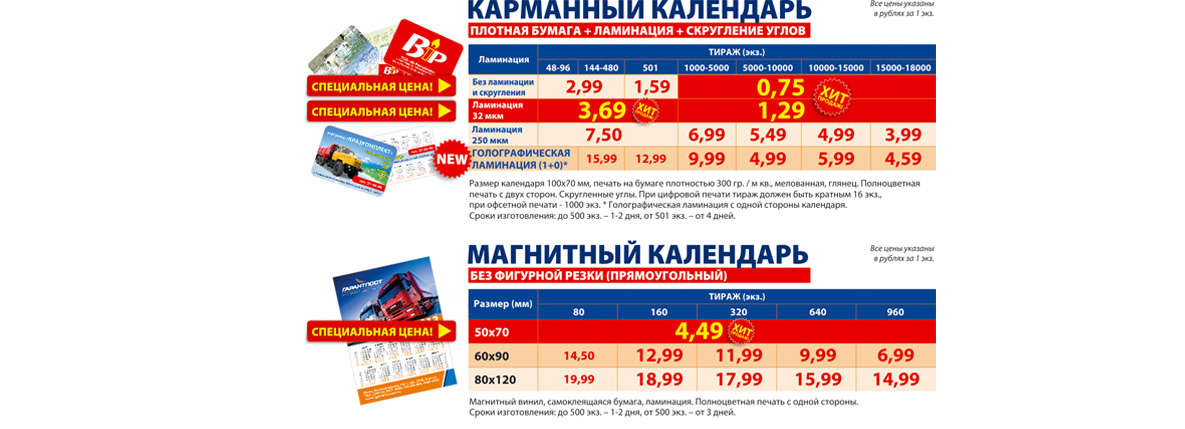 КАРМАННЫЙ КАЛЕНДАРЬ
Все цены указаны
в рублях за 1 экз.
ПЛОТНАЯ БУМАГА + ЛАМИНАЦИЯ + СКРУГЛЕНИЕ УГЛОВ
ВiР
ВiР
Ламинация
ТИРАЖ (экз.)
48-96 144-480 501 1000-5000 5000-10000 10000-15000 15000-18000
СПЕЦИАЛЬНАЯ ЦЕНА!
Без ламинации
и скругления
2,99 1,59 0,75
ХИТ
ПРОДАЖ
СПЕЦИАЛЬНАЯ ЦЕНА!
Ламинация
32 мкм
3,69 ХИТ 1,29
Ламинация
250 мкм
7,50 6,99 5,49 4,99 3,99
«КРАЗКОМПЛЕКТ»
NEW
ГОЛОГРАФИЧЕСКАЯ
ЛАМИНАЦИЯ (1+0)*
15,99 12,99 9,99 4,99 5,99 4,59
Размер календаря 100х70 мм, печать на бумаге плотностью 300 гр. / м кв., мелованная, глянец. Полноцветная
печать с двух сторон. Скругленные углы. При цифровой печати тираж должен быть кратным 16 экз.,
при офсетной печати - 1000 экз. * Голографическая ламинация с одной стороны календаря.
Сроки изготовления: до 500 экз. – 1-2 дня, от 501 экз. – от 4 дней.
МАГНИТНЫЙ КАЛЕНДАРЬ
Все цены указаны
в рублях за 1 экз.
БЕЗ ФИГУРНОЙ РЕЗКИ (ПРЯМОУГОЛЬНЫЙ)
ГАРАНТПОСТ
Размер (мм)
ТИРАЖ (экз.)
80 160 320 640 960
СПЕЦИАЛЬНАЯ ЦЕНА!
50х70 4,49 ХИТ
60х90 14,50 12,99 11,99 9,99 6,99
80х120 19,99 18,99 17,99 15,99 14,99
Магнитный винил, самоклеящаяся бумага, ламинация. Полноцветная печать с одной стороны.
Сроки изготовления: до 500 экз. – 1-2 дня, от 500 экз. – от 3 дней.